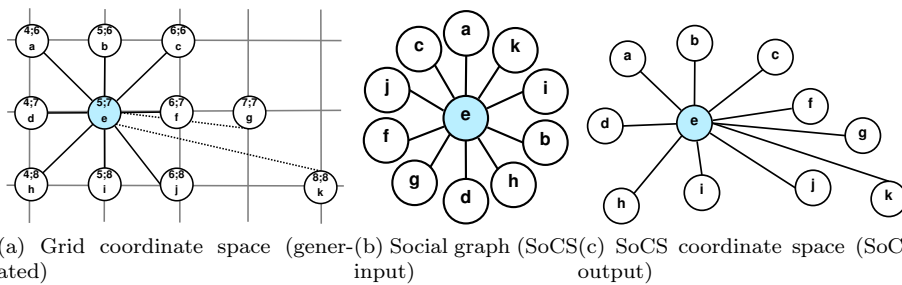 4;6
a
5;6
b
6;6
c
4;7
d
5;7
e
6;7
f
7;7
g
4;8
h
5;8
i
6;8
j
8;8
k
a
c
k
j
i
e
f
b
g
h
d
a
b
c
d
e
f
g
h
i
j
k
(a) Grid coordinate space (gener-
ated)
(b) Social graph (SoCS
input)
(c) SoCS coordinate space (SoC
output)